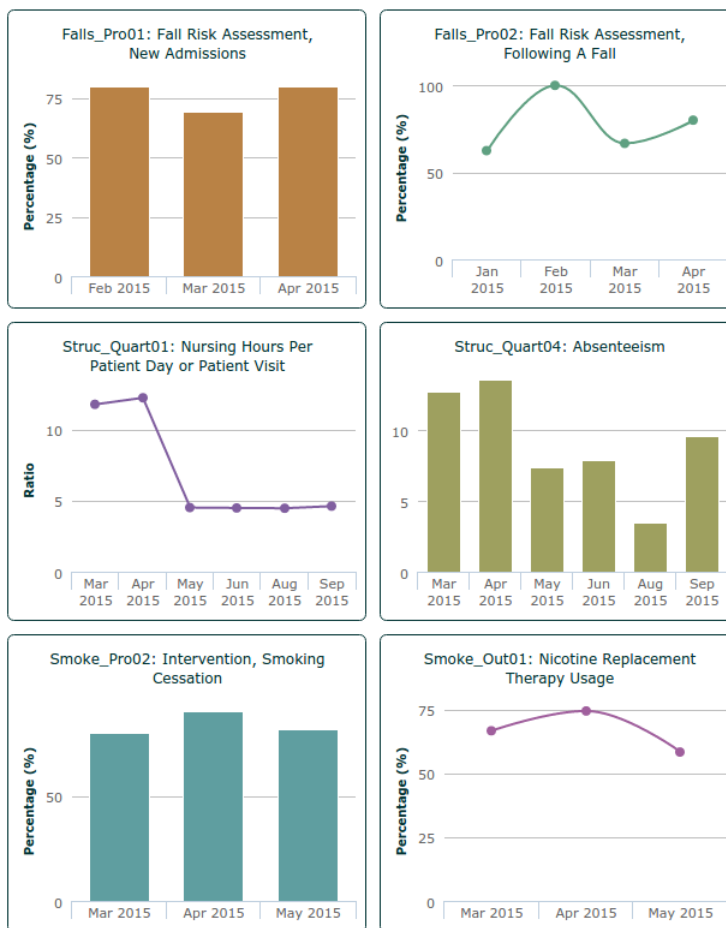 Falls_Pro01: Fall Risk Assessment,
New Admissions
Percentage (%)
75
50
25
0
Feb 2015 Mar 2015 Apr 2015
Falls_Pro02: Fall Risk Assessment,
Following A Fall
Percentage (%)
100
50
0
Jan Feb Mar Apr
2015 2015 2015 2015
Struc_Quart01: Nursing Hours Per
Patient Day or Patient Visit
Ratio
10
5
0
Mar Apr May Jun Aug Sep
2015 2015 2015 2015 2015 2015
Struc_Quart04: Absenteeism
10
5
0
Mar Apr May Jun Aug Sep
2015 2015 2015 2015 2015 2015
Smoke_Pro02: Intervention, Smoking
Cessation
Percentage (%)
50
0
Mar 2015 Apr 2015 May 2015
Smoke_Out01: Nicotine Replacement
Therapy Usage
Percentage (%)
75
50
25
0
Mar 2015 Apr 2015 May 2015